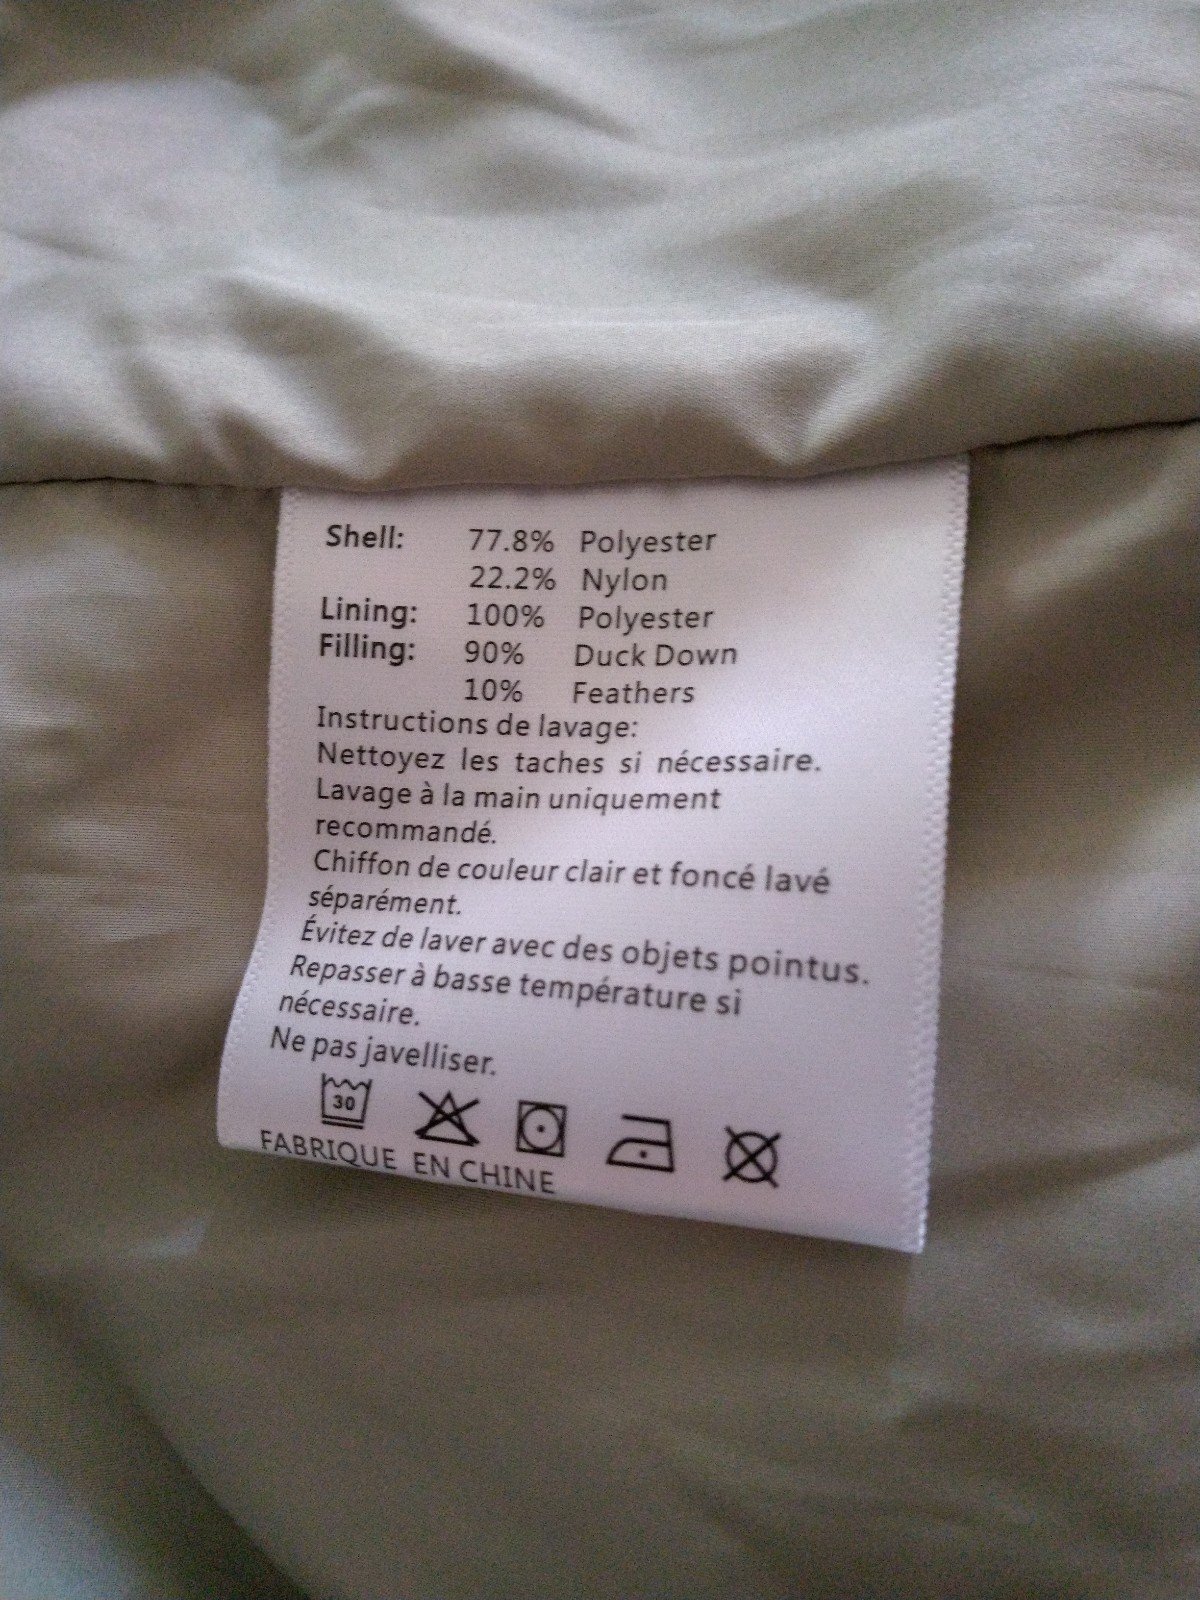 Shell: 77.8% Polyester
22.2% Nylon
Lining: 100% Polyester
Filling: 90% Duck Down
10% Feathers
Instructions de lavage:
Nettoyez les taches si nécessaire.
Lavage à la main uniquement
recommandé.
Chiffon de couleur clair et foncé lavé
séparément.
Évitez de laver avec des objets pointus.
Repasser à basse température si
nécessaire.
Ne pas javelliser.
30
FABRIQUE EN CHINE